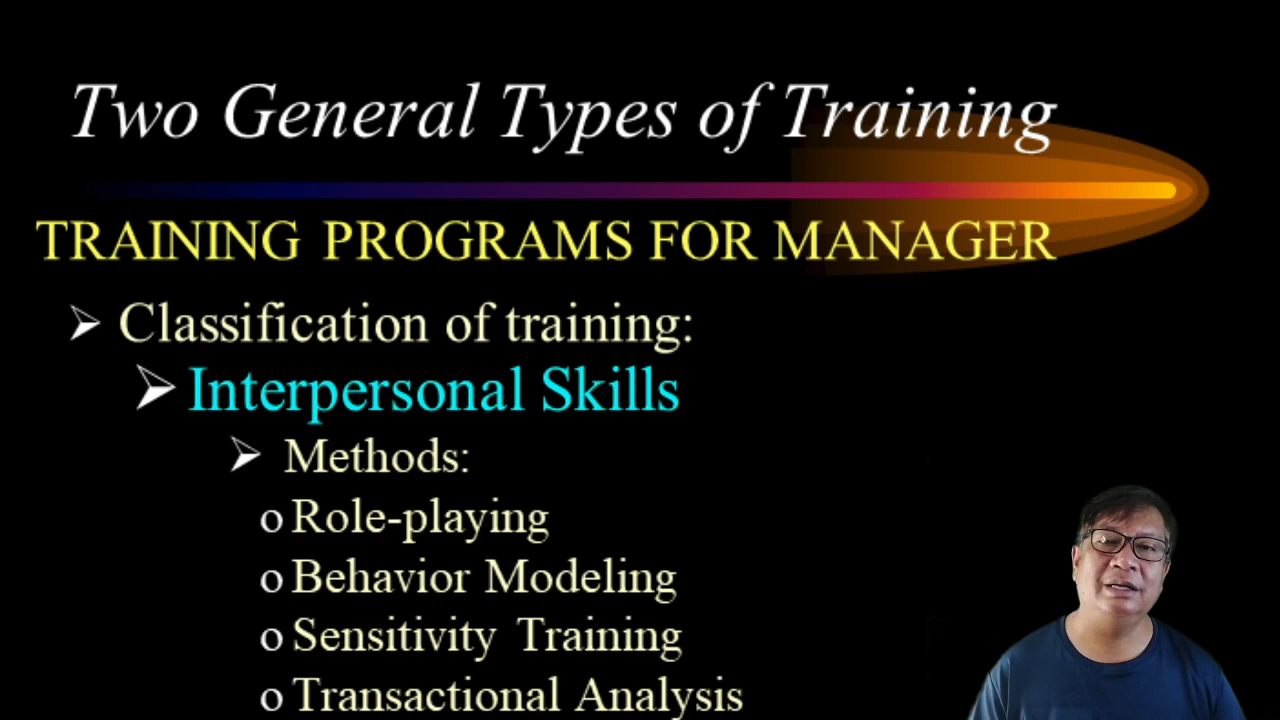 Two General Types of Training
TRAINING PROGRAMS FOR MANAGER
Classification of training:
Interpersonal Skills
Methods:
o Role-playing
o Behavior Modeling
o Sensitivity Training
o Transactional Analysis